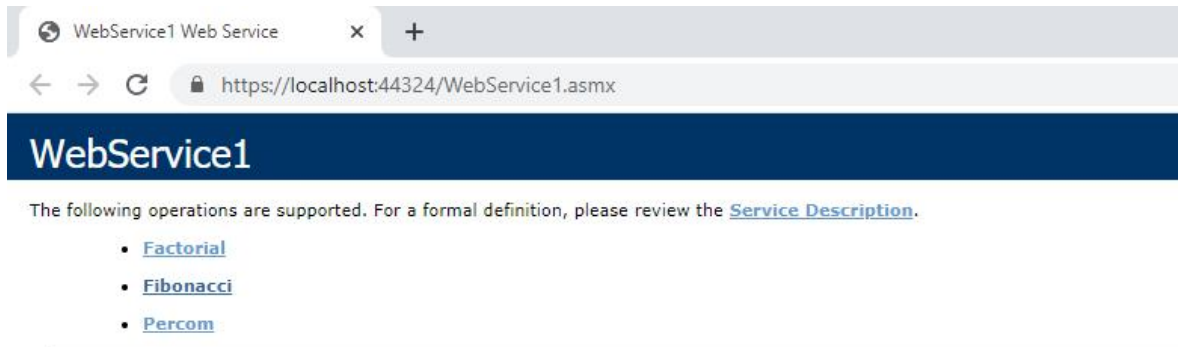 WebService1 Web Service
https://localhost:44324/WebService1.asmx
WebService1
The following operations are supported. For a formal definition, please review the Service Description.
• Factorial
• Fibonacci
• Percom